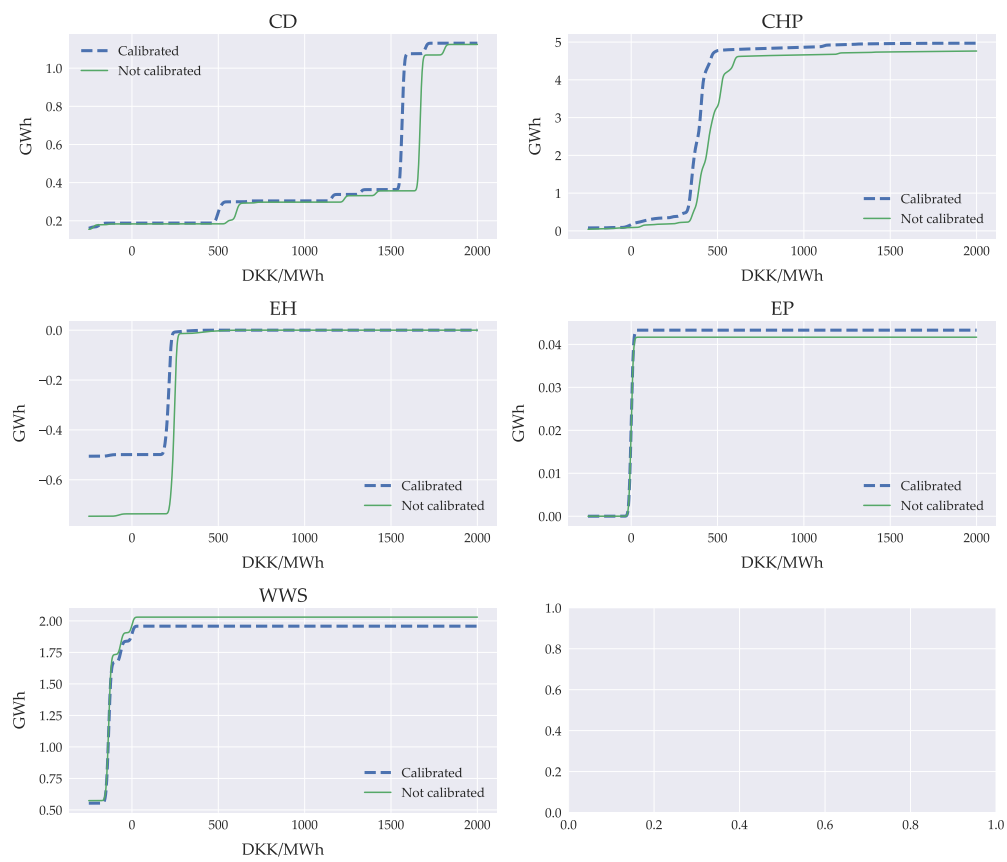 CD
Calibrated
Not calibrated
GWh
1.0
0.8
0.6
0.4
0.2
0 500 1000 1500 2000
DKK/MWh
CHP
GWh
5
4
3
2
1
0
Calibrated
Not calibrated
0 500 1000 1500 2000
DKK/MWh
EH
GWh
0.0
−0.2
−0.4
−0.6
Calibrated
Not calibrated
0 500 1000 1500 2000
DKK/MWh
EP
GWh
0.04
0.03
0.02
0.01
0.00
Calibrated
Not calibrated
0 500 1000 1500 2000
DKK/MWh
WWS
GWh
2.00
1.75
1.50
1.25
1.00
0.75
0.50
Calibrated
Not calibrated
0 500 1000 1500 2000
DKK/MWh
1.0
0.8
0.6
0.4
0.2
0.0
0.0 0.2 0.4 0.6 0.8 1.0